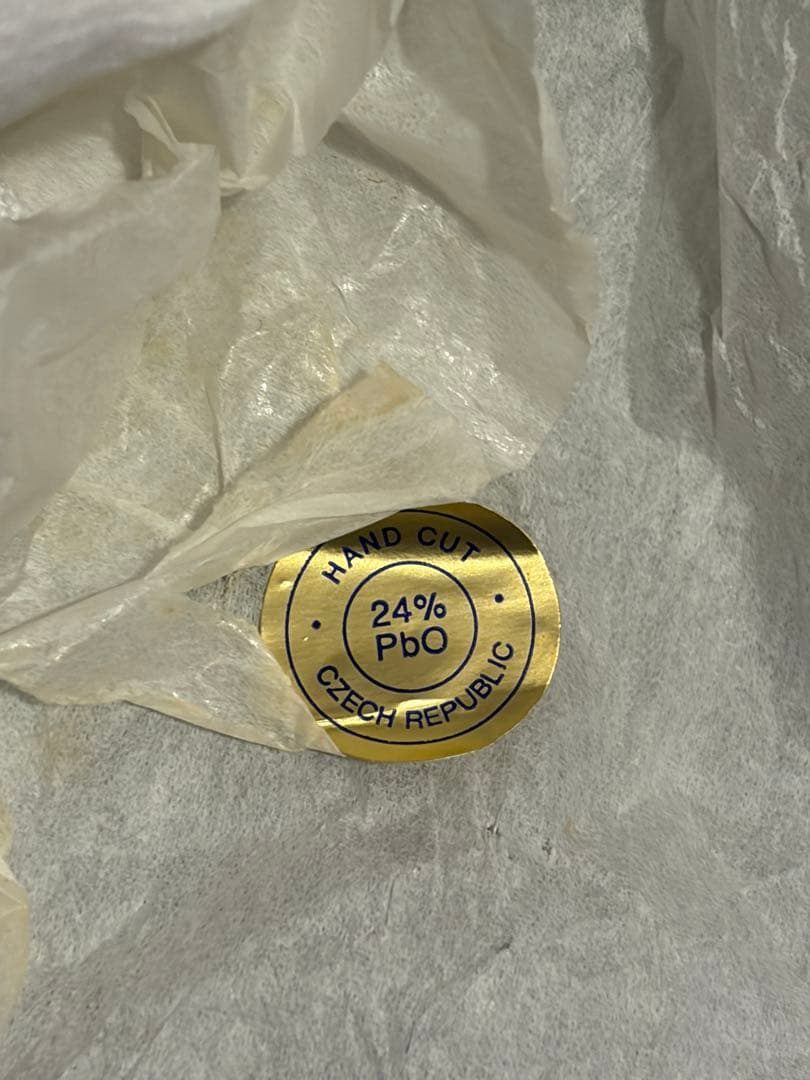 HAND CUT
24%
PbO
CZECH REPUBLIC